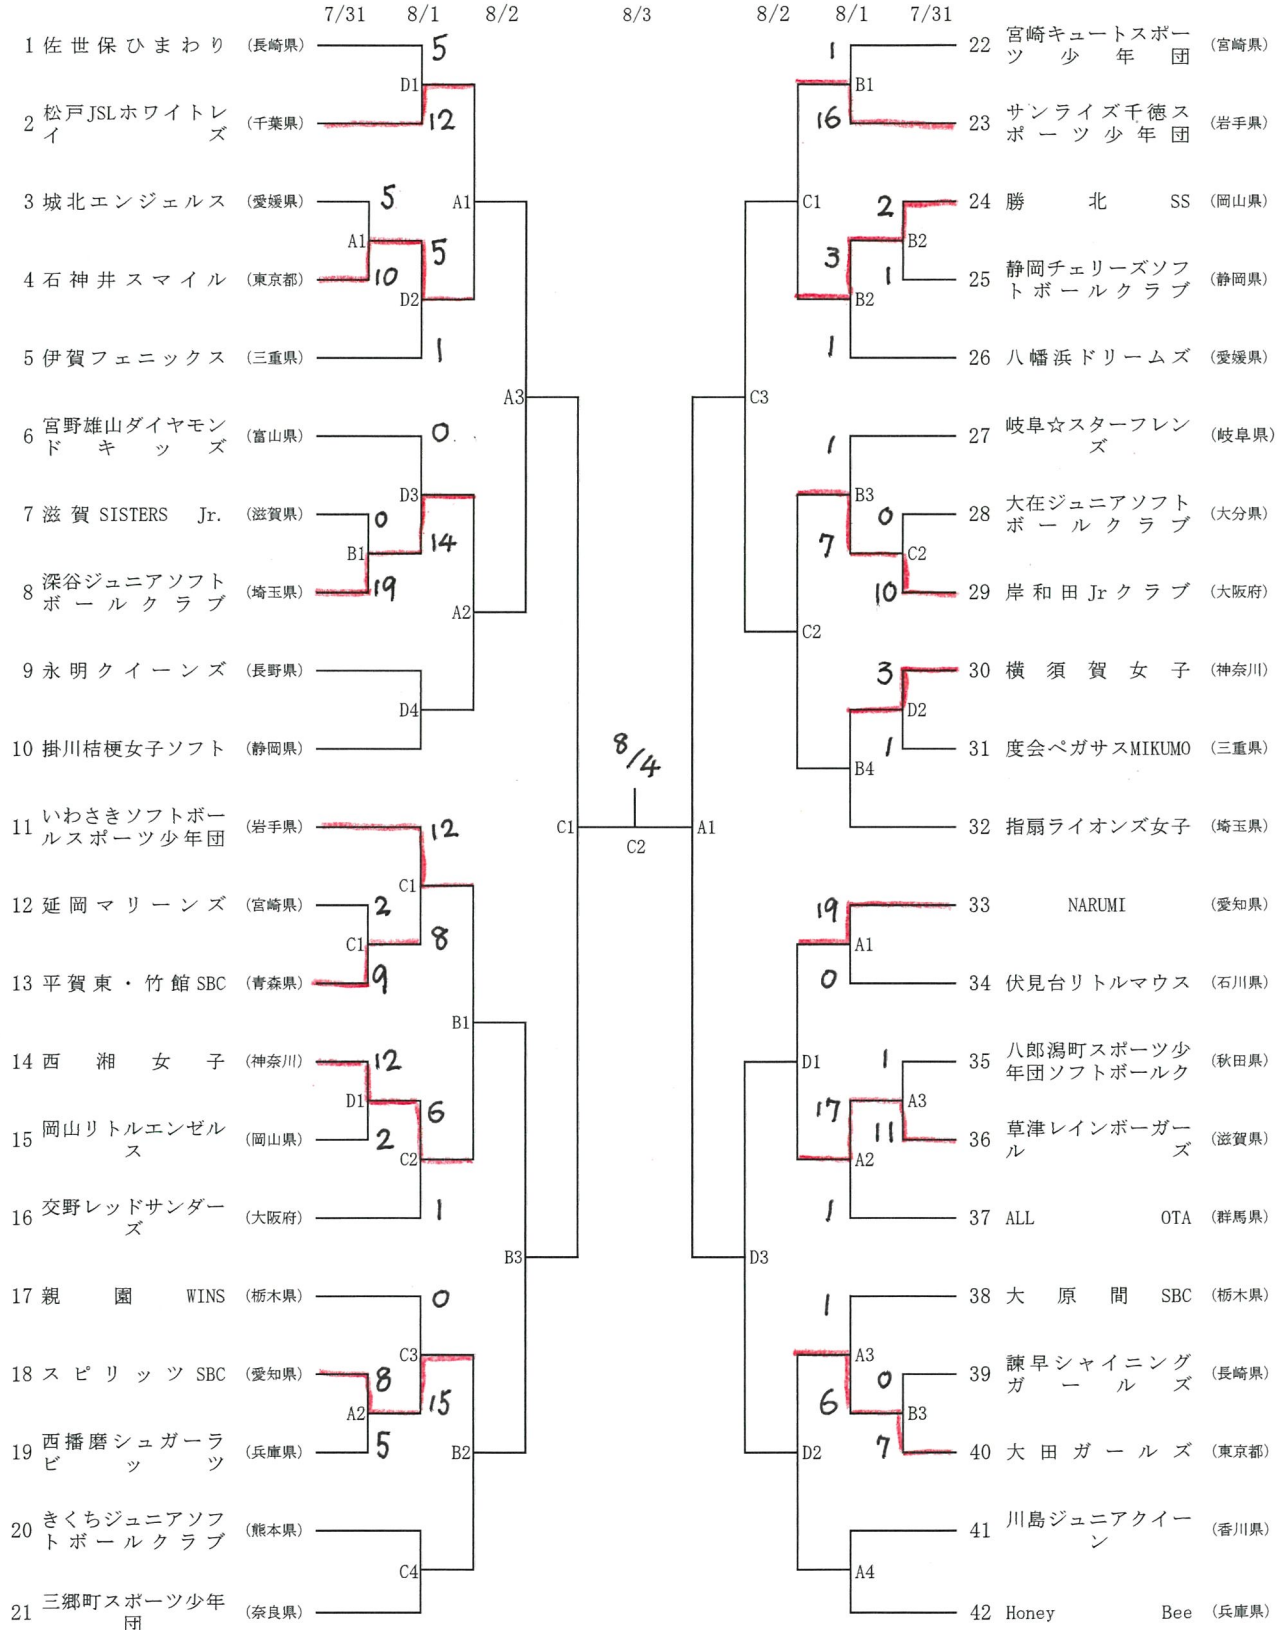 7/31 8/1 8/2 8/3 8/2 8/1 7/31
1 佐世保ひまわり (長崎県) 5
D1
2 松戸JSLホワイトレイズ (千葉県) 12
3 城北エンジェルス (愛媛県) 5
A1
A1 5
4 石神井スマイル (東京都) 10
D2
5 伊賀フェニックス (三重県) 1
A3
6 宮野雄山ダイヤモンドキッズ (富山県) 0
D3
7 滋賀SISTERS Jr. (滋賀県) 0
B1 14
8 深谷ジュニアソフトボールクラブ (埼玉県) 19
A2
9 永明クイーンズ (長野県)
D4
10 掛川桔梗女子ソフト (静岡県)
11 いわさきソフトボールスポーツ少年団 (岩手県) 12
C1
C1
12 延岡マリーンズ (宮崎県) 2
C1 8
13 平賀東・竹館SBC (青森県) 9
B1
14 西湘女子 (神奈川) 12
D1 6
15 岡山リトルエンゼルス (岡山県) 2
C2
16 交野レッドサンダーズ (大阪府) 1
B3
17 親園WINS (栃木県) 0
C3
18 スピリッツSBC (愛知県) 8
A2 15
19 西播磨シュガーラビッツ (兵庫県) 5
B2
20 きくちジュニアソフトボールクラブ (熊本県)
C4
21 三郷町スポーツ少年団 (奈良県)
8/4
C2
A1
1 22 宮崎キュートスポーツ少年団 (宮崎県)
B1
16 23 サンライズ千徳スポーツ少年団 (岩手県)
C1
2 24 勝北SS (岡山県)
3 B2
1 25 静岡チェリーズソフトボールクラブ (静岡県)
B2
1 26 八幡浜ドリームズ (愛媛県)
C3
1 27 岐阜☆スターフレンズ (岐阜県)
B3
0 28 大在ジュニアソフトボールクラブ (大分県)
7 C2
10 29 岸和田Jrクラブ (大阪府)
C2
3 30 横須賀女子 (神奈川)
D2
1 31 度会ペガサスMIKUMO (三重県)
B4
32 指扇ライオンズ女子 (埼玉県)
19 33 NARUMI (愛知県)
A1
0 34 伏見台リトルマウス (石川県)
D1
1 35 八郎潟町スポーツ少年団ソフトボールク (秋田県)
17 A3
11 36 草津レインボーガールズ (滋賀県)
A2
1 37 ALL OTA (群馬県)
D3
1 38 大原間SBC (栃木県)
A3
0 39 諫早シャイニングガールズ (長崎県)
6 B3
7 40 大田ガールズ (東京都)
D2
41 川島ジュニアクイーン (香川県)
A4
42 Honey Bee (兵庫県)